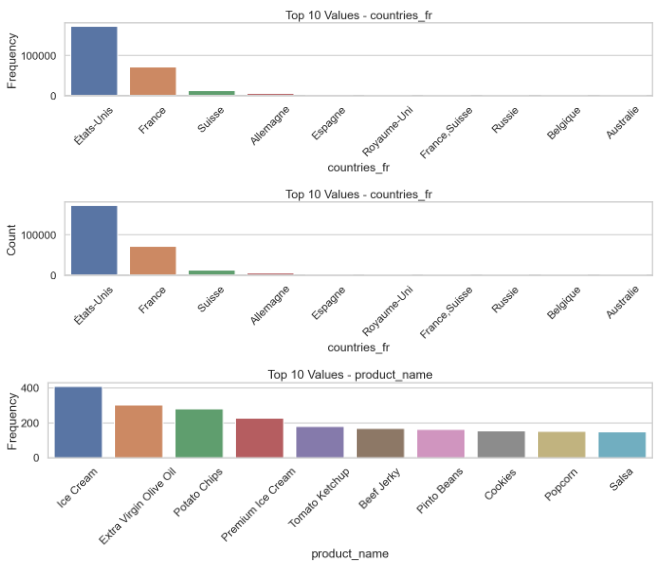 Top 10 Values - countries_fr
Frequency
100000
0
États-Unis
France
Suisse
Allemagne
Espagne
Royaume-Uni
France,Suisse
Russie
Belgique
Australie
countries_fr
Top 10 Values - countries_fr
Count
100000
0
États-Unis
France
Suisse
Allemagne
Espagne
Royaume-Uni
France,Suisse
Russie
Belgique
Australie
countries_fr
Top 10 Values - product_name
Frequency
400
200
0
Ice Cream
Extra Virgin Olive Oil
Potato Chips
Premium Ice Cream
Tomato Ketchup
Beef Jerky
Pinto Beans
Cookies
Popcorn
Salsa
product_name